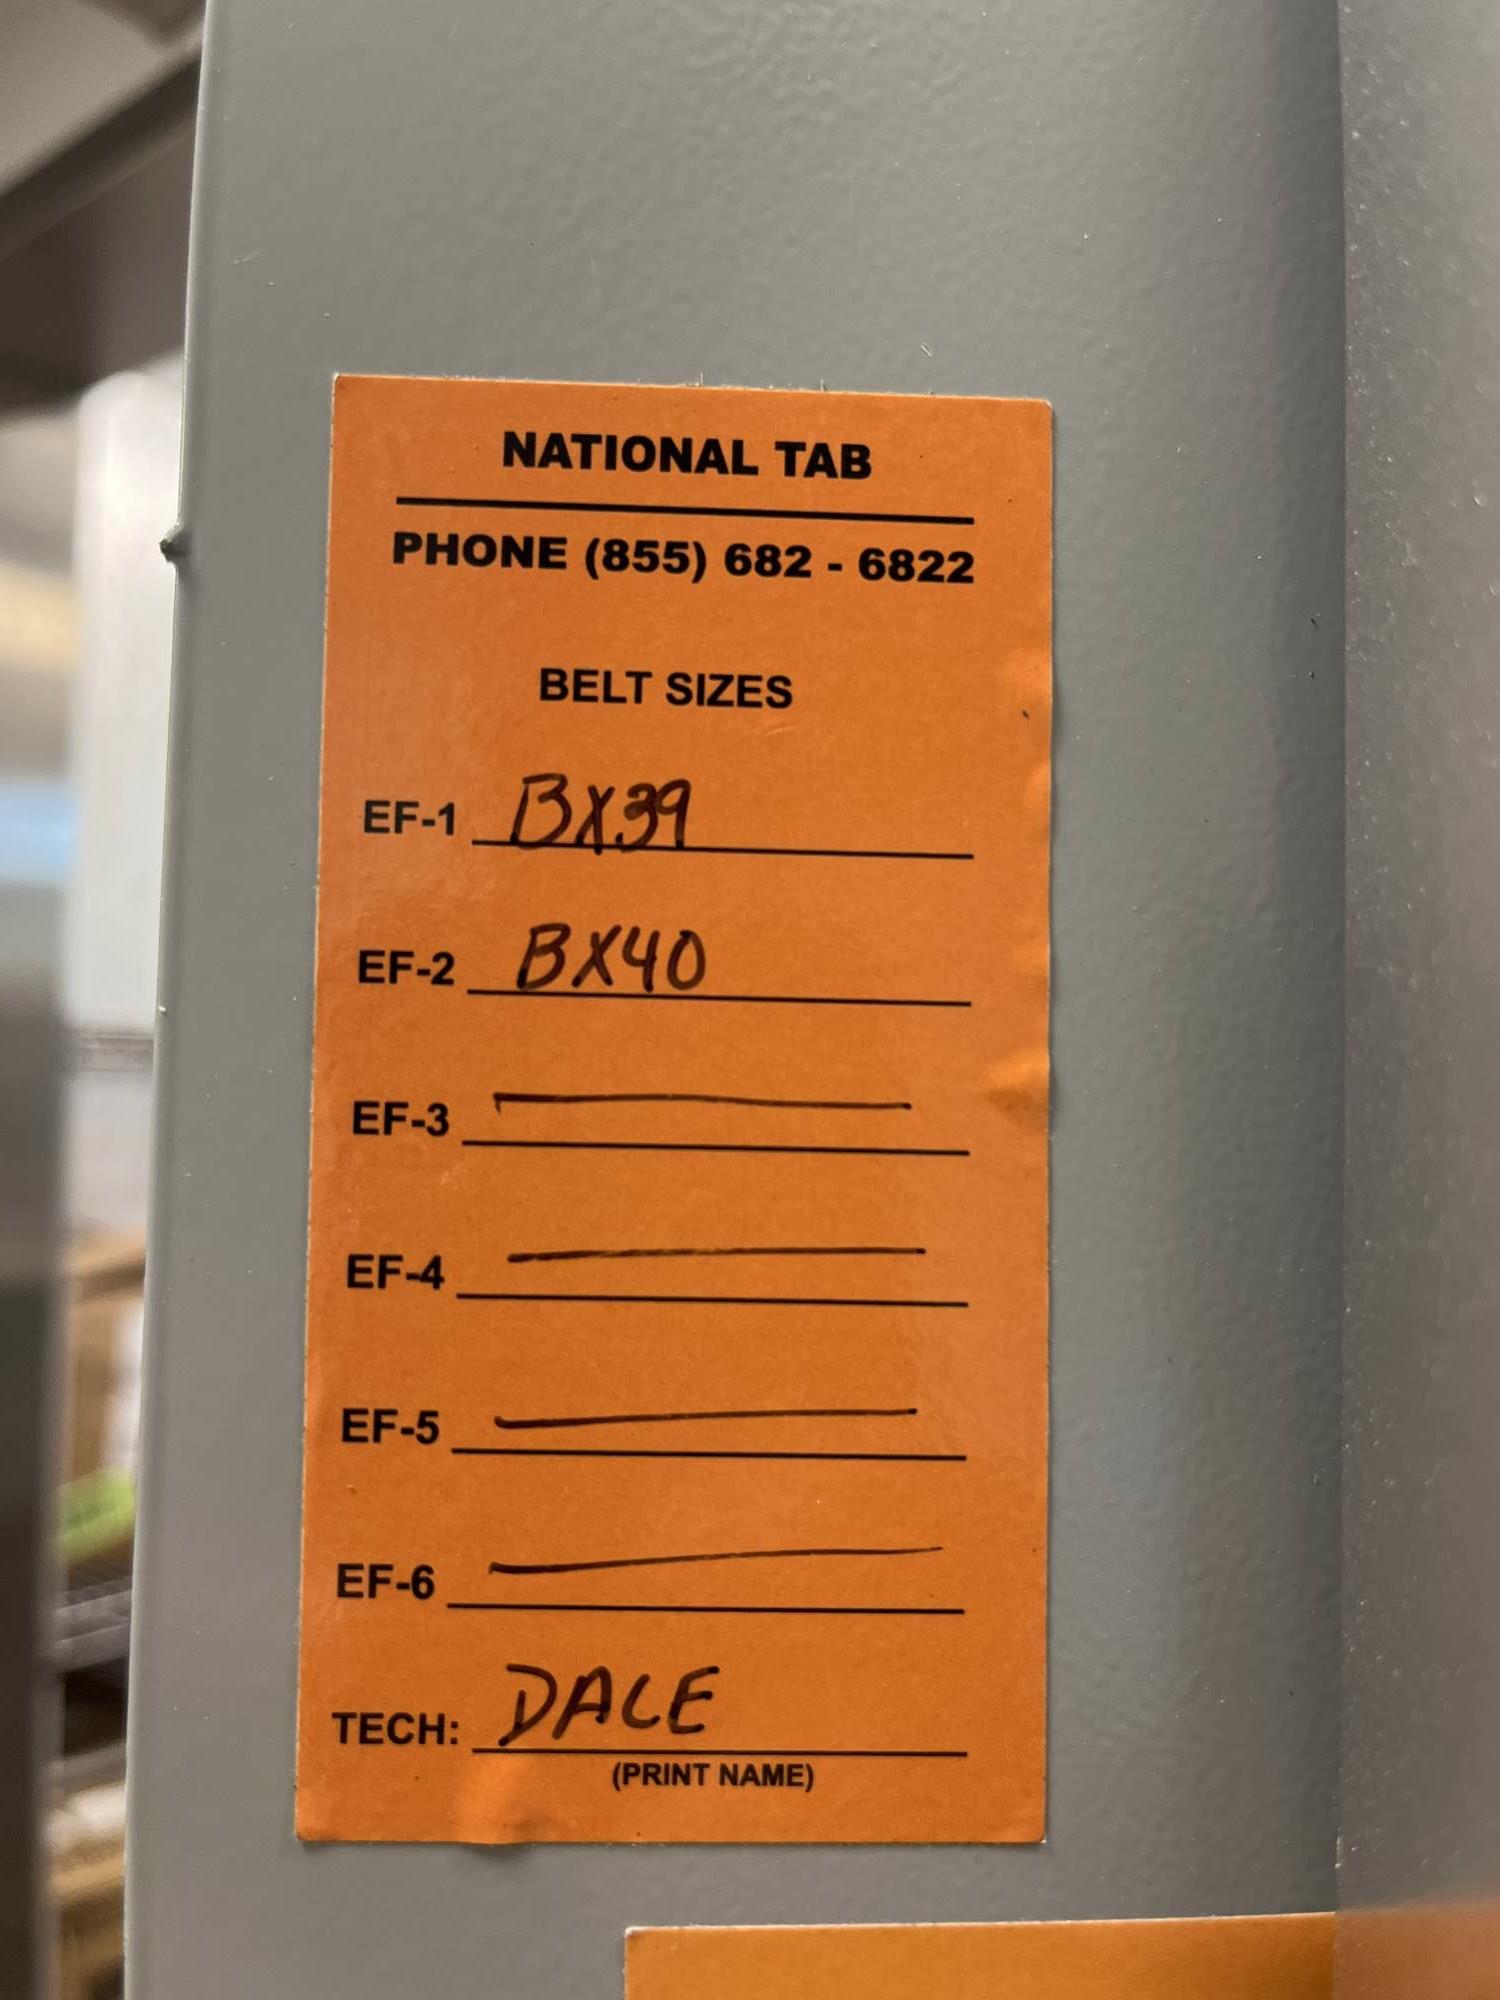 NATIONAL TAB
PHONE (855) 682 - 6822
BELT SIZES
EF-1 BX39
EF-2 BX40
EF-3
EF-4
EF-5
EF-6
TECH: DALE
(PRINT NAME)